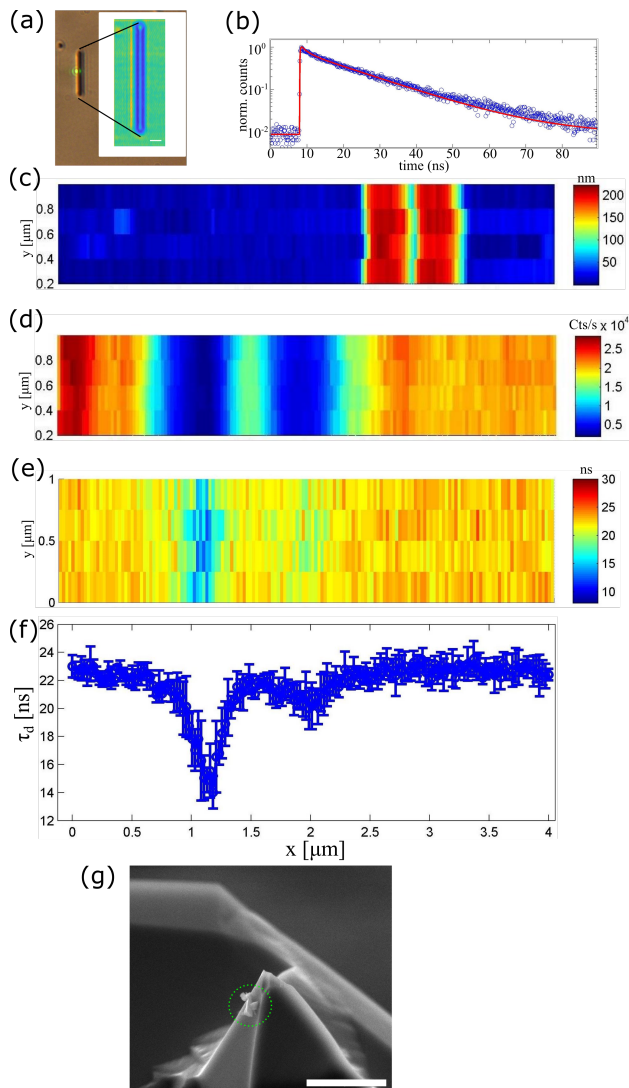 (a)
(b)
norm. counts
10⁰
10⁻¹
10⁻²
0 10 20 30 40 50 60 70 80
time (ns)
(c)
y [μm]
0.8
0.6
0.4
0.2
nm
200
150
100
50
(d)
y [μm]
0.8
0.6
0.4
0.2
Cts/s x 10⁴
2.5
2
1.5
1
0.5
(e)
y [μm]
1
0.5
0
ns
30
25
20
15
10
(f)
τd [ns]
26
24
22
20
18
16
14
12
0 0.5 1 1.5 2 2.5 3 3.5 4
x [μm]
(g)